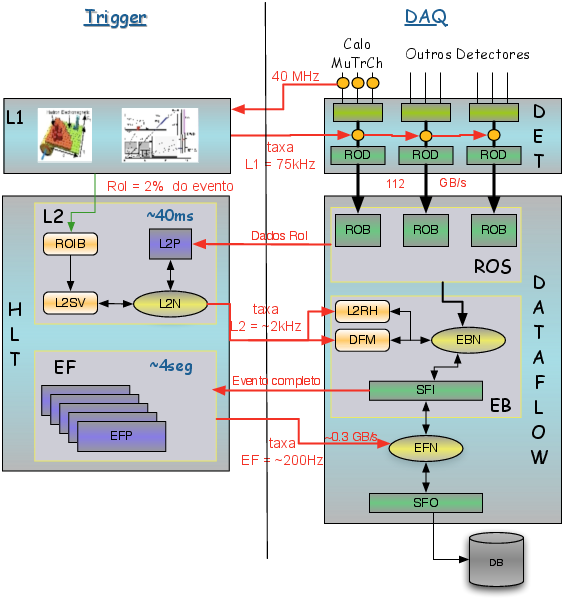 Trigger
DAQ
Calo
MuTrCh
Outros Detectores
40 MHz
L1
DET
taxa
L1 = 75kHz
ROD
ROD
ROD
RoI = 2% do evento
112 GB/s
HLT
L2
~40ms
ROIB
L2P
L2SV
L2N
Dados RoI
ROB
ROB
ROB
ROS
DATAFLOW
taxa
L2 = ~2kHz
L2RH
DFM
EBN
SFI
EB
EF
~4seg
Evento completo
EFP
~0.3 GB/s
EFN
taxa
EF = ~200Hz
SFO
DB